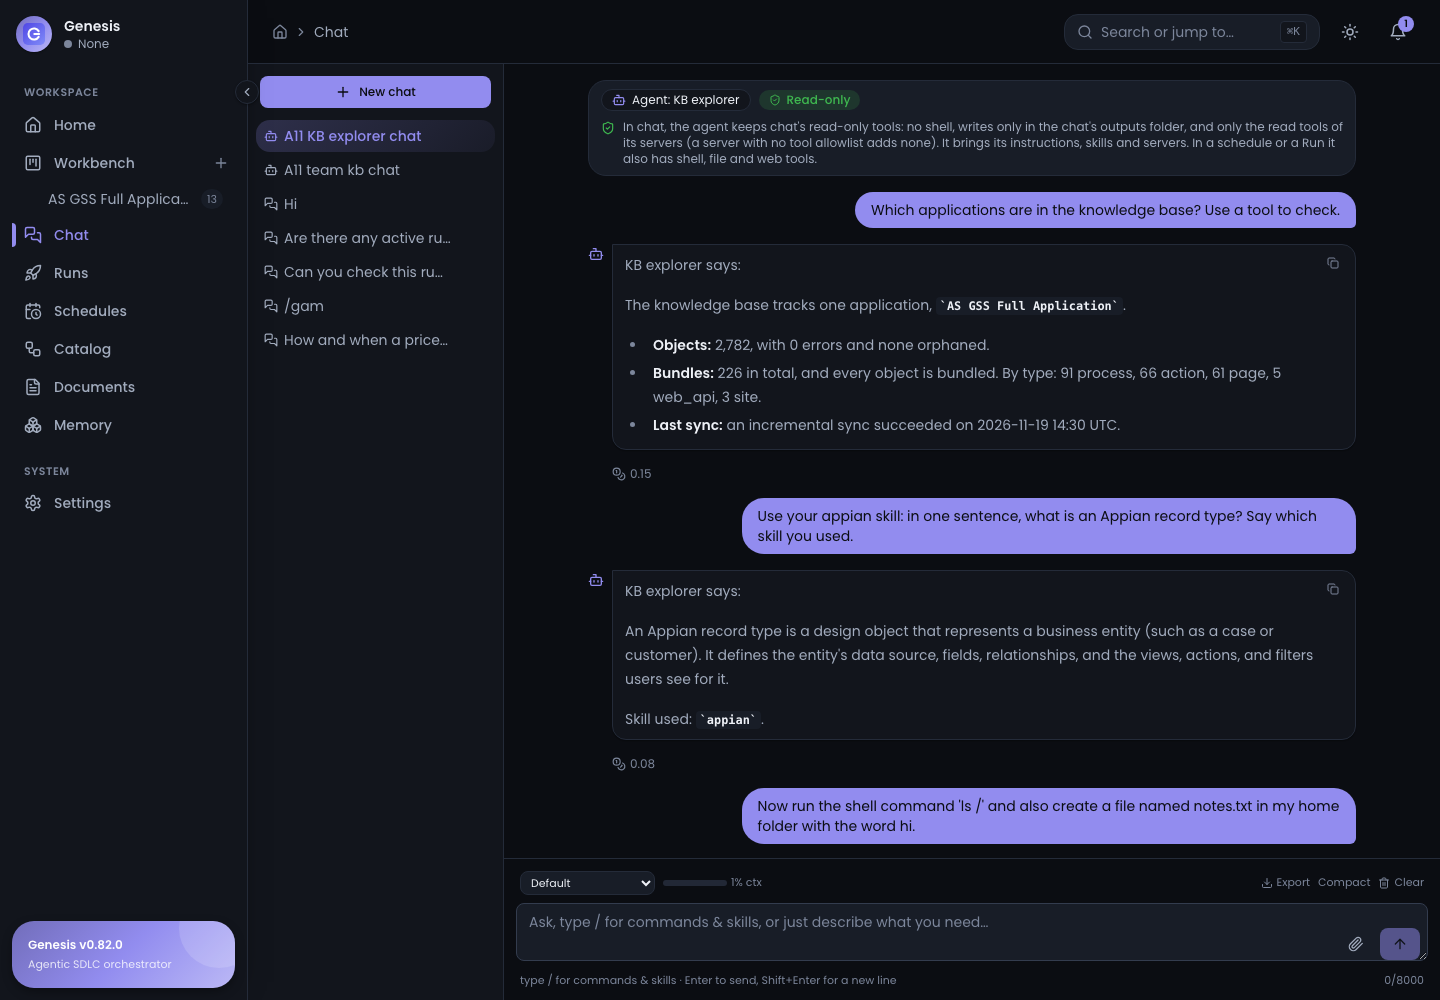 Genesis
None
WORKSPACE
Home
Workbench
AS GSS Full Applica...
13
Chat
Runs
Schedules
Catalog
Documents
Memory
SYSTEM
Settings
Genesis v0.82.0
Agentic SDLC orchestrator
Chat
Search or jump to...
⌘K
1
New chat
A11 KB explorer chat
A11 team kb chat
Hi
Are there any active ru...
Can you check this ru...
/gam
How and when a price...
Agent: KB explorer
Read-only
In chat, the agent keeps chat's read-only tools: no shell, writes only in the chat's outputs folder, and only the read tools of
its servers (a server with no tool allowlist adds none). It brings its instructions, skills and servers. In a schedule or a Run it
also has shell, file and web tools.
Which applications are in the knowledge base? Use a tool to check.
KB explorer says:
The knowledge base tracks one application, `AS GSS Full Application`.
Objects: 2,782, with 0 errors and none orphaned.
Bundles: 226 in total, and every object is bundled. By type: 91 process, 66 action, 61 page, 5
web_api, 3 site.
Last sync: an incremental sync succeeded on 2026-11-19 14:30 UTC.
0.15
Use your appian skill: in one sentence, what is an Appian record type? Say which
skill you used.
KB explorer says:
An Appian record type is a design object that represents a business entity (such as a case or
customer). It defines the entity's data source, fields, relationships, and the views, actions, and filters
users see for it.
Skill used: `appian`.
0.08
Now run the shell command 'ls /' and also create a file named notes.txt in my home
folder with the word hi.
Default
1% ctx
Export
Compact
Clear
Ask, type / for commands & skills, or just describe what you need...
type / for commands & skills · Enter to send, Shift+Enter for a new line
0/8000